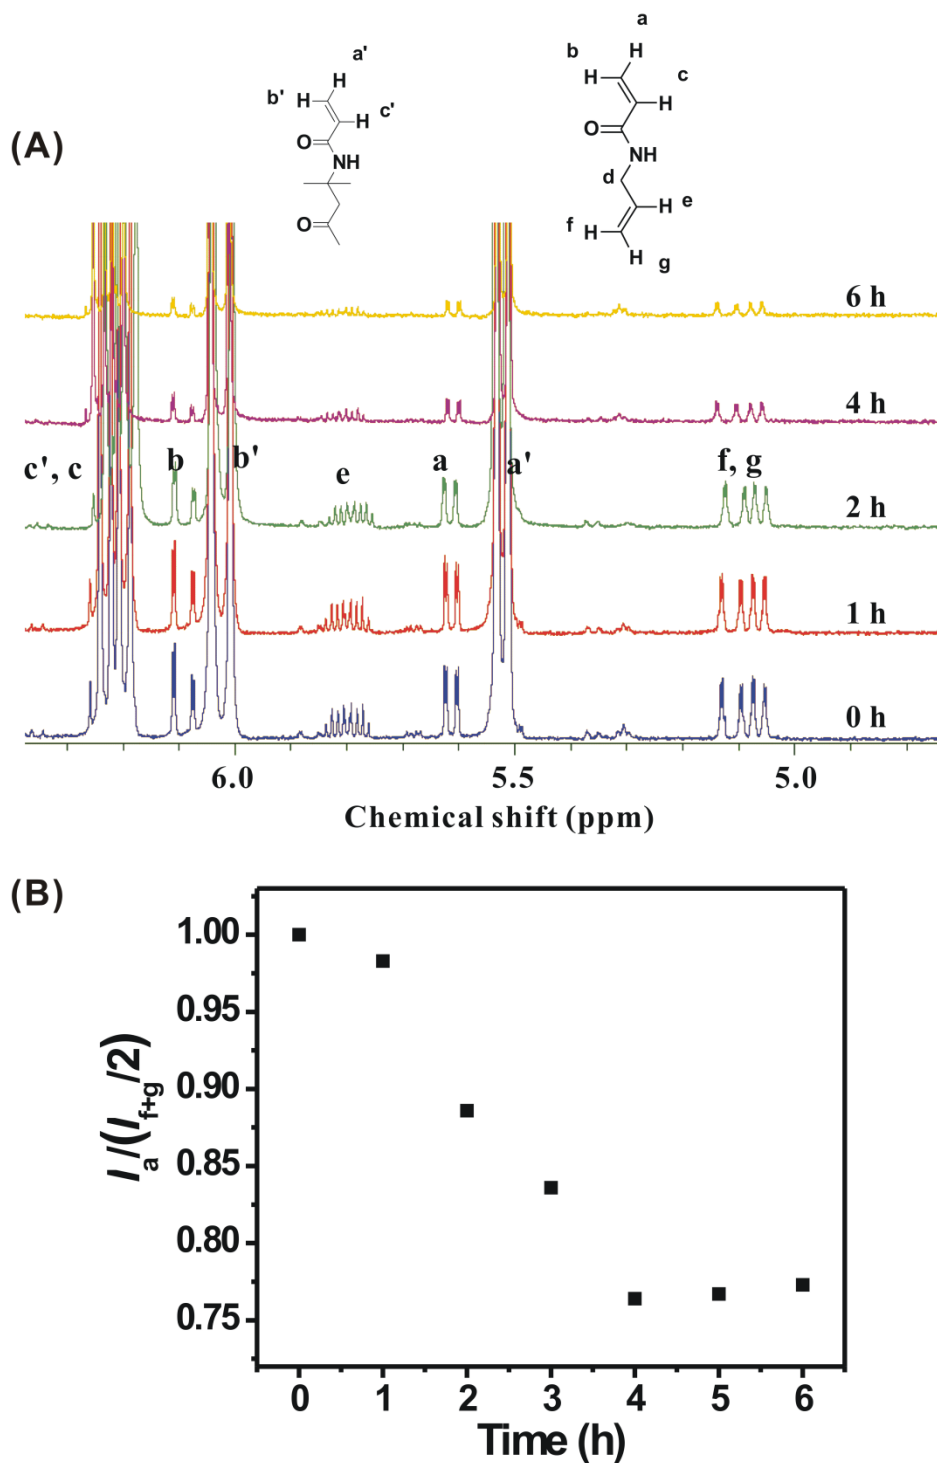 (A)
a'
b' H H
H c'
O NH
O
a
b H
H c
H
O NH
d
H e
f H
H
g
6 h
4 h
c', c b b' e a a' f, g
2 h
1 h
0 h
6.0 5.5 5.0
Chemical shift (ppm)
(B)
1.00
0.95
0.90
0.85
0.80
0.75
Ia/(If+g/2)
0 1 2 3 4 5 6
Time (h)